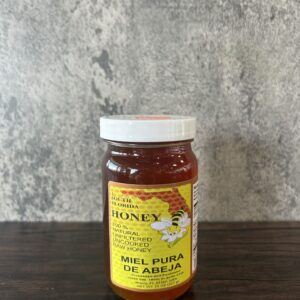 SOUTH
FLORIDA
HONEY
100 %
NATURAL
UNFILTERED
UNCOOKED
RAW HONEY
MIEL PURA
DE ABEJA